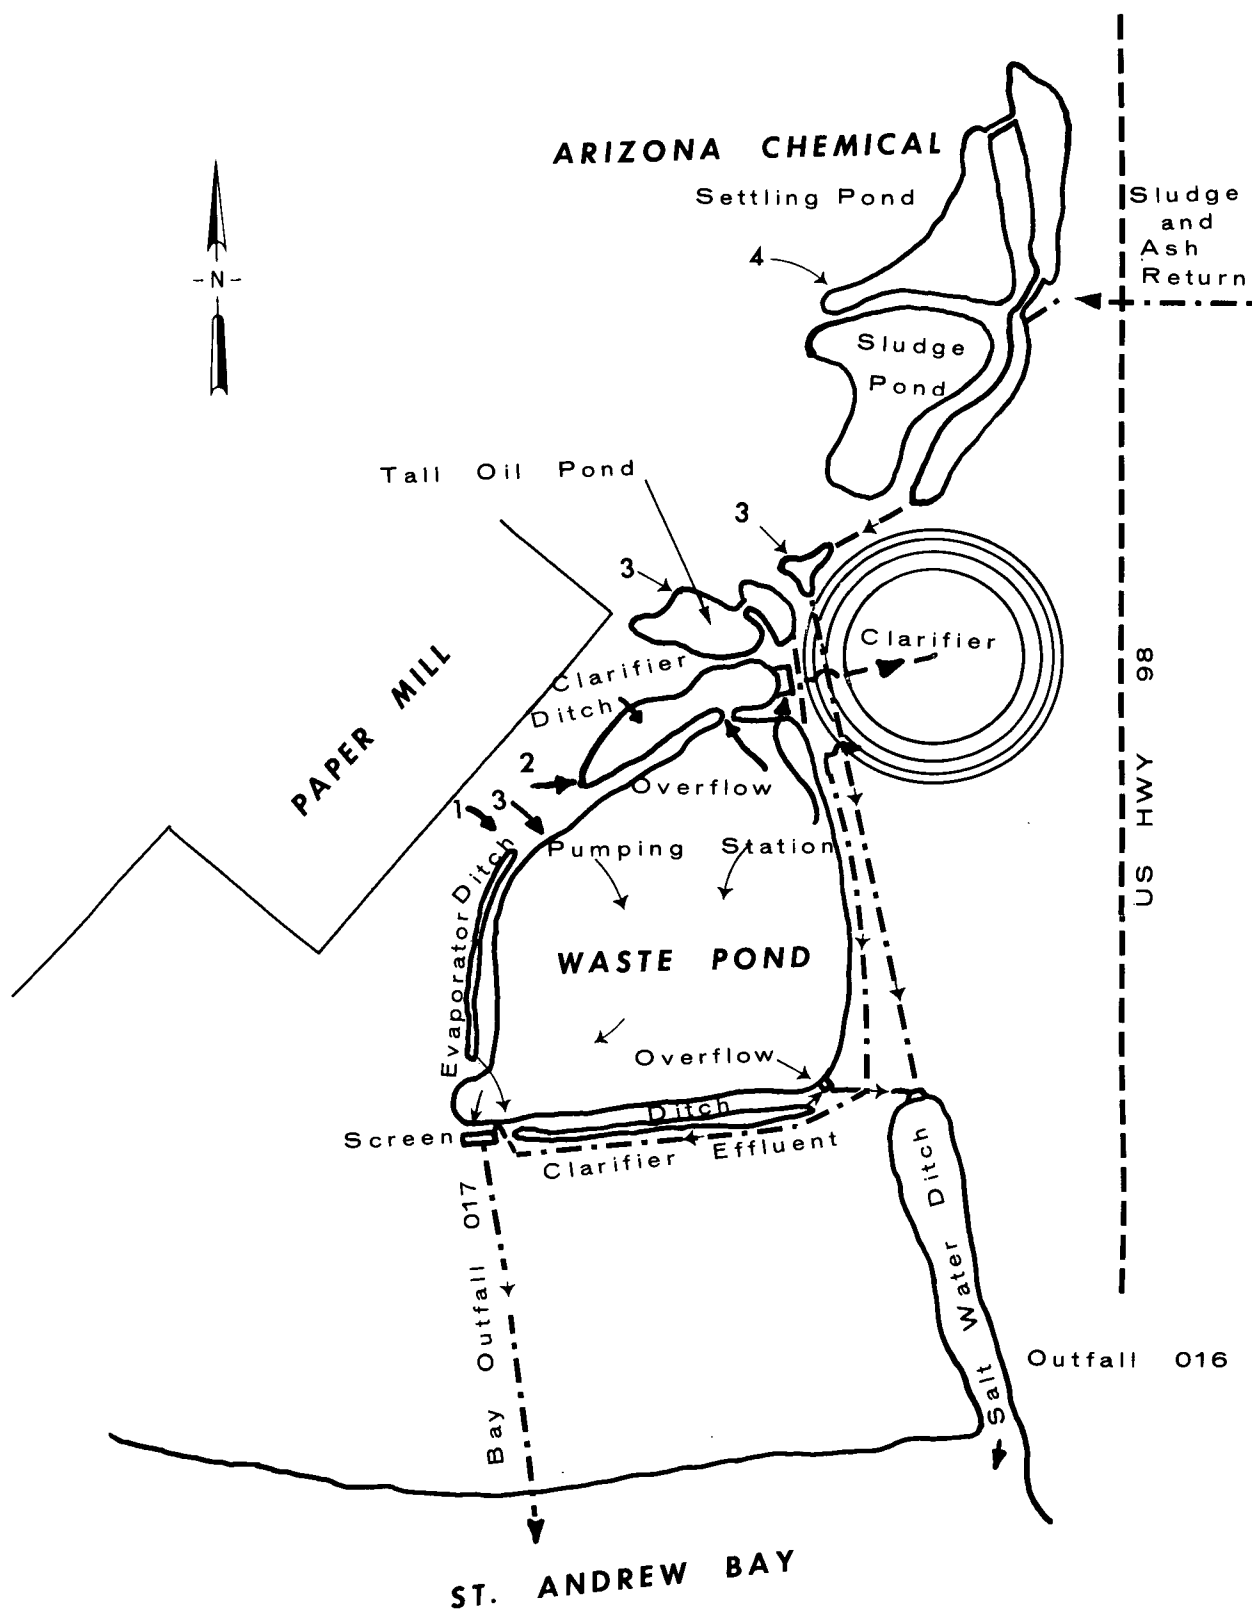 ARIZONA CHEMICAL
Settling Pond
Sludge
and
Ash
Return
-N-
4
Sludge
Pond
Tall Oil Pond
3
3
Clarifier
Clarifier
Ditch
PAPER MILL
US HWY 98
2
Overflow
1
3
Pumping Station
Evaporator Ditch
WASTE POND
Overflow
Ditch
Screen
Clarifier Effluent
Bay Outfall 017
Salt Water Ditch
Outfall 016
ST. ANDREW BAY